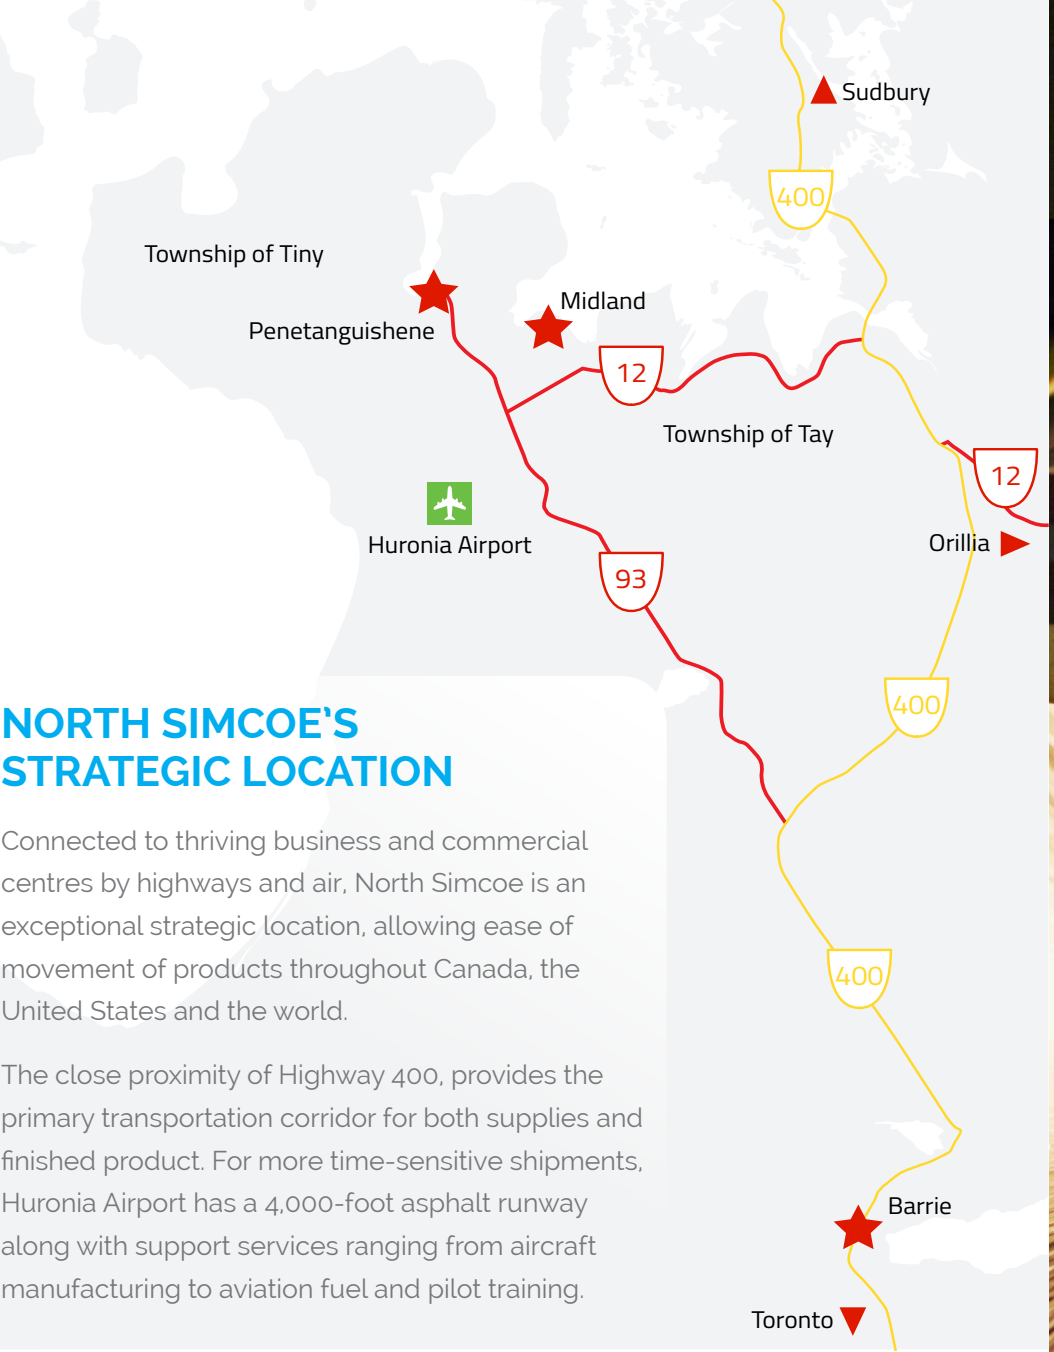 Sudbury
400
Township of Tiny
Midland
Penetanguishene
12
Township of Tay
12
Huronia Airport
Orillia
93
400
NORTH SIMCOE’S
STRATEGIC LOCATION
Connected to thriving business and commercial
centres by highways and air, North Simcoe is an
exceptional strategic location, allowing ease of
movement of products throughout Canada, the
United States and the world.
400
The close proximity of Highway 400, provides the
primary transportation corridor for both supplies and
finished product. For more time-sensitive shipments,
Huronia Airport has a 4,000-foot asphalt runway
along with support services ranging from aircraft
manufacturing to aviation fuel and pilot training.
Barrie
Toronto